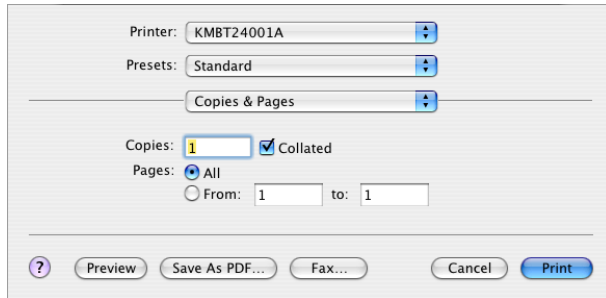 Printer: KMBT24001A
Presets: Standard
Copies & Pages
Copies: 1 Collated
Pages: All
From: 1 to: 1
? Preview Save As PDF... Fax... Cancel Print